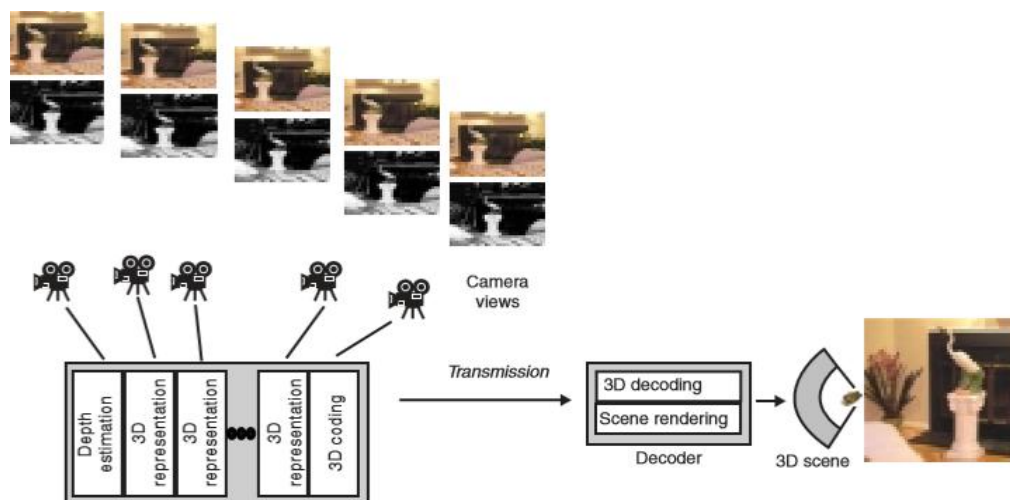 Camera
views
Depth
estimation
3D
representation
3D
representation
3D
representation
3D coding
Transmission
3D decoding
Scene rendering
Decoder
3D scene